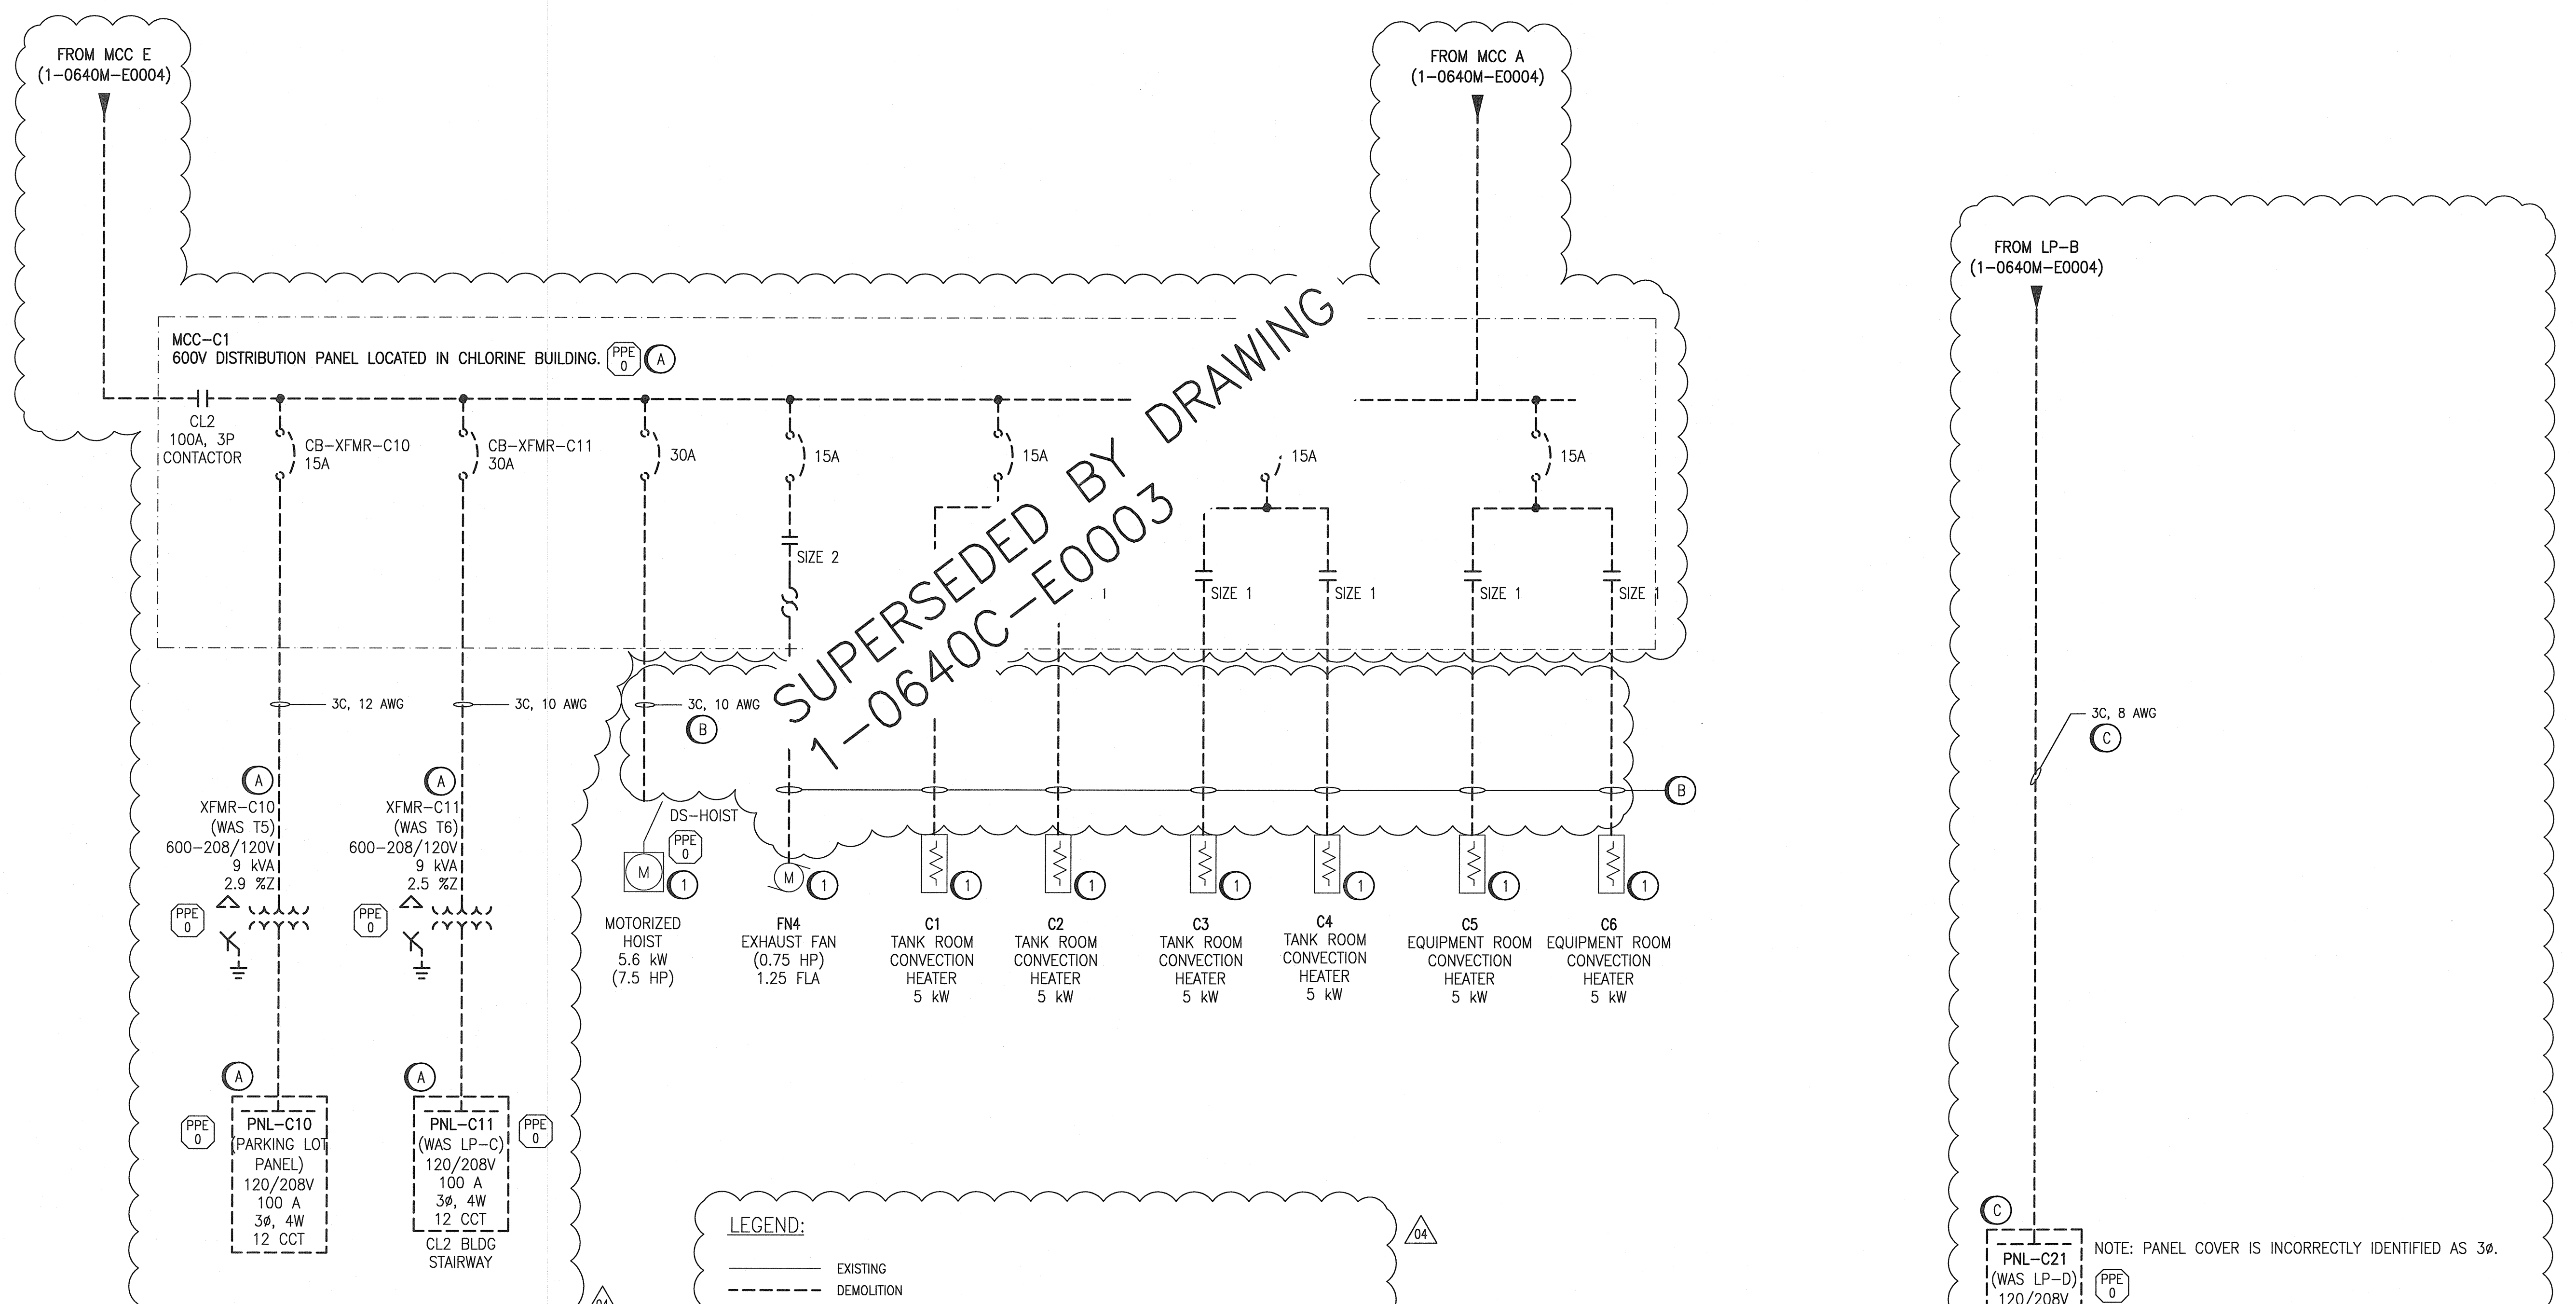 FROM MCC E
(1-0640M-E0004)
FROM MCC A
(1-0640M-E0004)
FROM LP-B
(1-0640M-E0004)
MCC-C1
600V DISTRIBUTION PANEL LOCATED IN CHLORINE BUILDING.
PPE
0
A
SUPERSEDED BY DRAWING
1-0640C-E0003
CL2
100A, 3P
CONTACTOR
CB-XFMR-C10
15A
CB-XFMR-C11
30A
30A
15A
15A
15A
15A
SIZE 2
SIZE 1
SIZE 1
SIZE 1
SIZE 1
3C, 12 AWG
3C, 10 AWG
3C, 10 AWG
B
3C, 8 AWG
C
A
XFMR-C10
(WAS T5)
600-208/120V
9 kVA
2.9 %Z
PPE
0
A
XFMR-C11
(WAS T6)
600-208/120V
9 kVA
2.5 %Z
PPE
0
B
DS-HOIST
PPE
0
M
1
MOTORIZED
HOIST
5.6 kW
(7.5 HP)
M
1
FN4
EXHAUST FAN
(0.75 HP)
1.25 FLA
1
C1
TANK ROOM
CONVECTION
HEATER
5 kW
1
C2
TANK ROOM
CONVECTION
HEATER
5 kW
1
C3
TANK ROOM
CONVECTION
HEATER
5 kW
1
C4
TANK ROOM
CONVECTION
HEATER
5 kW
1
C5
EQUIPMENT ROOM
CONVECTION
HEATER
5 kW
1
C6
EQUIPMENT ROOM
CONVECTION
HEATER
5 kW
A
PPE
0
PNL-C10
(PARKING LOT
PANEL)
120/208V
100 A
3ø, 4W
12 CCT
A
PPE
0
PNL-C11
(WAS LP-C)
120/208V
100 A
3ø, 4W
12 CCT
CL2 BLDG
STAIRWAY
04
LEGEND:
EXISTING
DEMOLITION
04
C
PNL-C21
(WAS LP-D)
120/208V
NOTE: PANEL COVER IS INCORRECTLY IDENTIFIED AS 3ø.
PPE
0